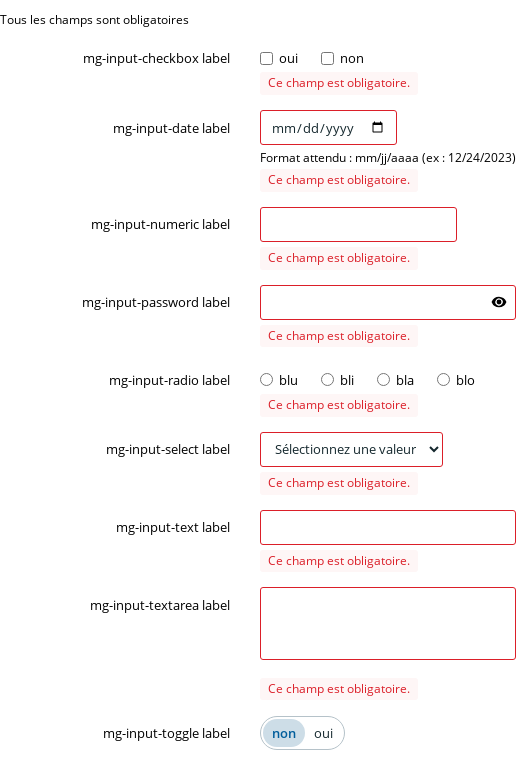 Tous les champs sont obligatoires
mg-input-checkbox label oui non
Ce champ est obligatoire.
mg-input-date label mm/dd/yyyy
Format attendu : mm/jj/aaaa (ex : 12/24/2023)
Ce champ est obligatoire.
mg-input-numeric label
Ce champ est obligatoire.
mg-input-password label
Ce champ est obligatoire.
mg-input-radio label blu bli bla blo
Ce champ est obligatoire.
mg-input-select label Sélectionnez une valeur
Ce champ est obligatoire.
mg-input-text label
Ce champ est obligatoire.
mg-input-textarea label
Ce champ est obligatoire.
mg-input-toggle label non oui